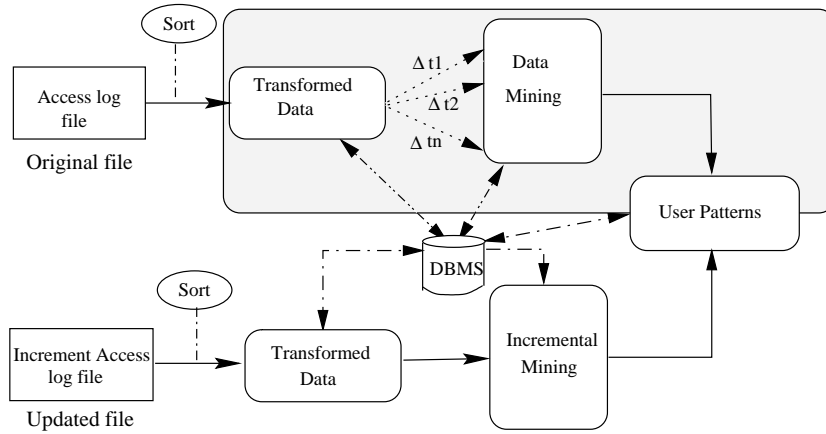 Sort
Access log
file
Original file
Transformed
Data
Δ t1
Δ t2
Δ tn
Data
Mining
User Patterns
DBMS
Sort
Increment Access
log file
Updated file
Transformed
Data
Incremental
Mining